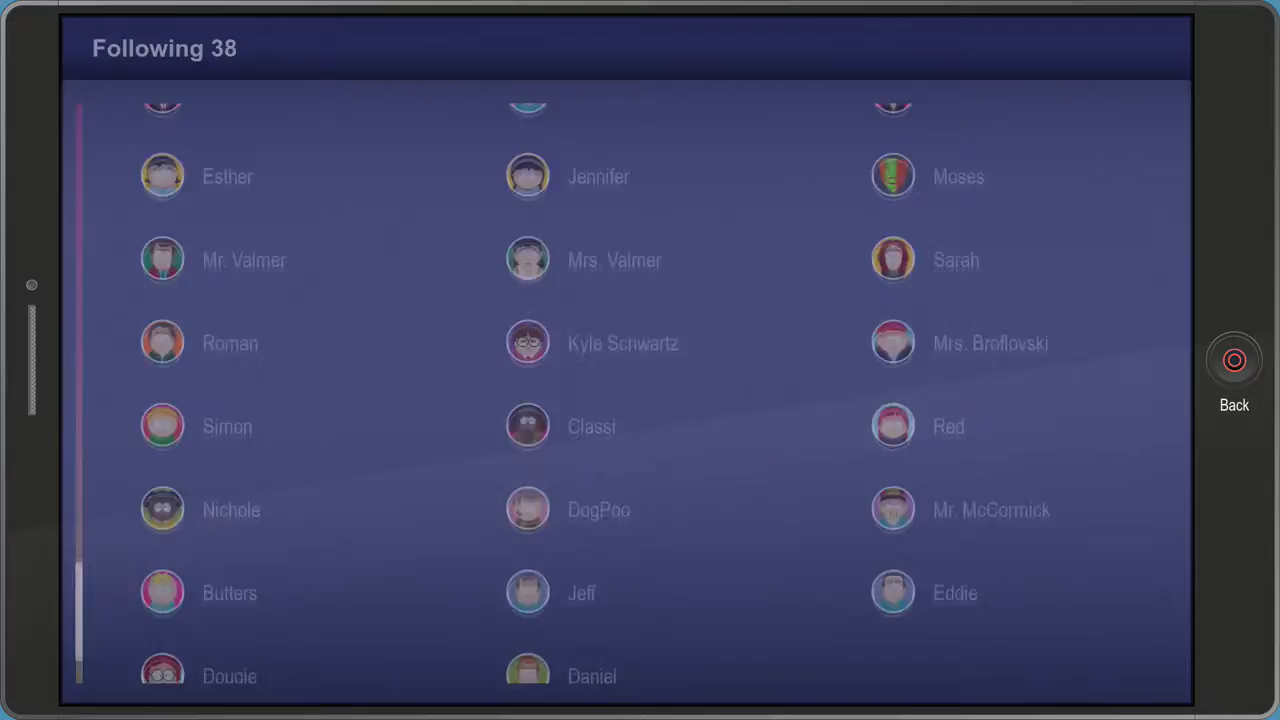 Following 38
Esther Jennifer Moses
Mr. Valmer Mrs. Valmer Sarah
Roman Kyle Schwartz Mrs. Broflovski
Back
Simon Classi Red
Nichole DogPoo Mr. McCormick
Butters Jeff Eddie
Dougie Daniel